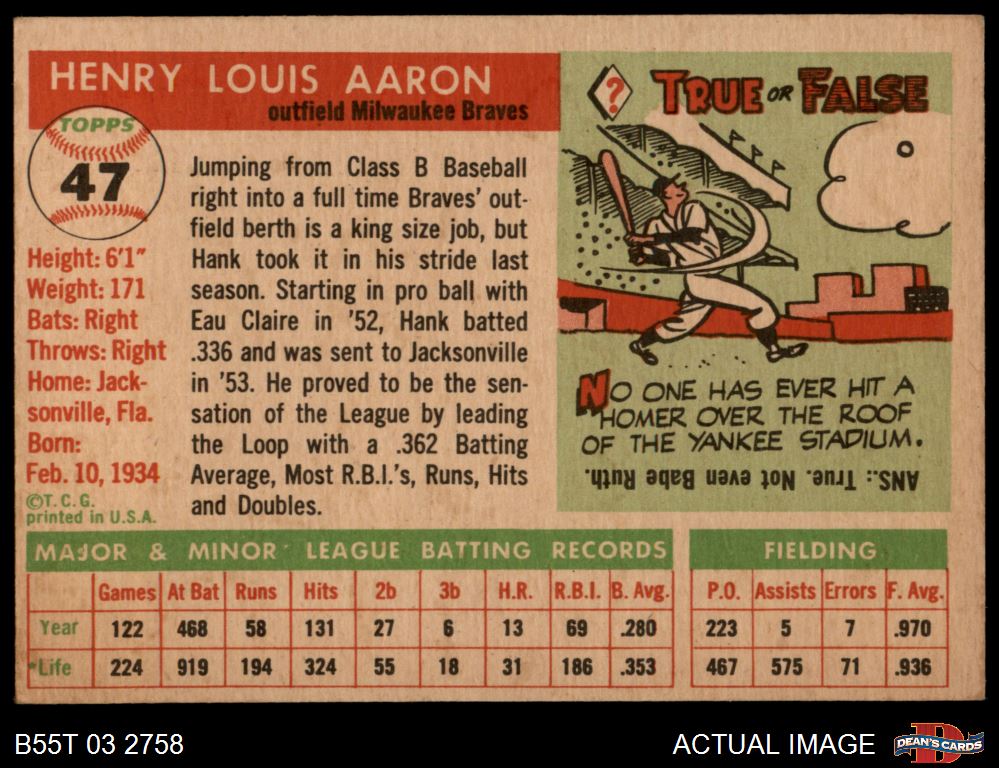 HENRY LOUIS AARON
outfield Milwaukee Braves
TOPPS
47
Height: 6'1"
Weight: 171
Bats: Right
Throws: Right
Home: Jack-
sonville, Fla.
Born:
Feb. 10, 1934
©T.C.G.
printed in U.S.A.
Jumping from Class B Baseball
right into a full time Braves' out-
field berth is a king size job, but
Hank took it in his stride last
season. Starting in pro ball with
Eau Claire in '52, Hank batted
.336 and was sent to Jacksonville
in '53. He proved to be the sen-
sation of the League by leading
the Loop with a .362 Batting
Average, Most R.B.I.'s, Runs, Hits
and Doubles.
? TRUE OR FALSE
NO ONE HAS EVER HIT A
HOMER OVER THE ROOF
OF THE YANKEE STADIUM.
ANS.: True. Not even Babe Ruth.
MAJOR & MINOR LEAGUE BATTING RECORDS
Games At Bat Runs Hits 2b 3b H.R. R.B.I. B. Avg.
Year 122 468 58 131 27 6 13 69 .280
*Life 224 919 194 324 55 18 31 186 .353
FIELDING
P.O. Assists Errors F. Avg.
223 5 7 .970
467 575 71 .936
B55T 03 2758
ACTUAL IMAGE
DEAN'S CARDS